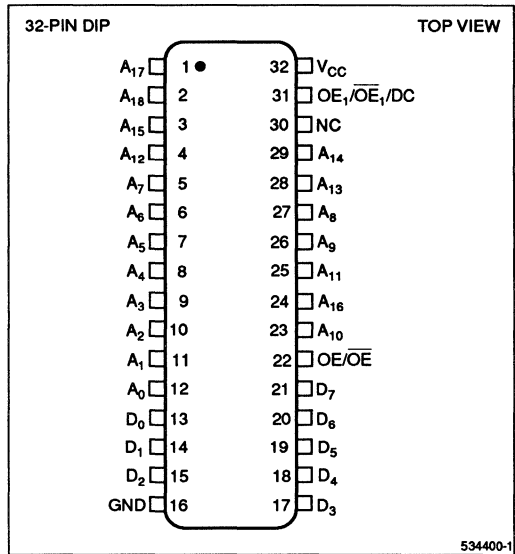 32-PIN DIP TOP VIEW
A₁₇ 1 32 V_CC
A₁₈ 2 31 OE₁/O̅E̅₁/DC
A₁₅ 3 30 NC
A₁₂ 4 29 A₁₄
A₇ 5 28 A₁₃
A₆ 6 27 A₈
A₅ 7 26 A₉
A₄ 8 25 A₁₁
A₃ 9 24 A₁₆
A₂ 10 23 A₁₀
A₁ 11 22 OE/O̅E̅
A₀ 12 21 D₇
D₀ 13 20 D₆
D₁ 14 19 D₅
D₂ 15 18 D₄
GND 16 17 D₃
534400-1